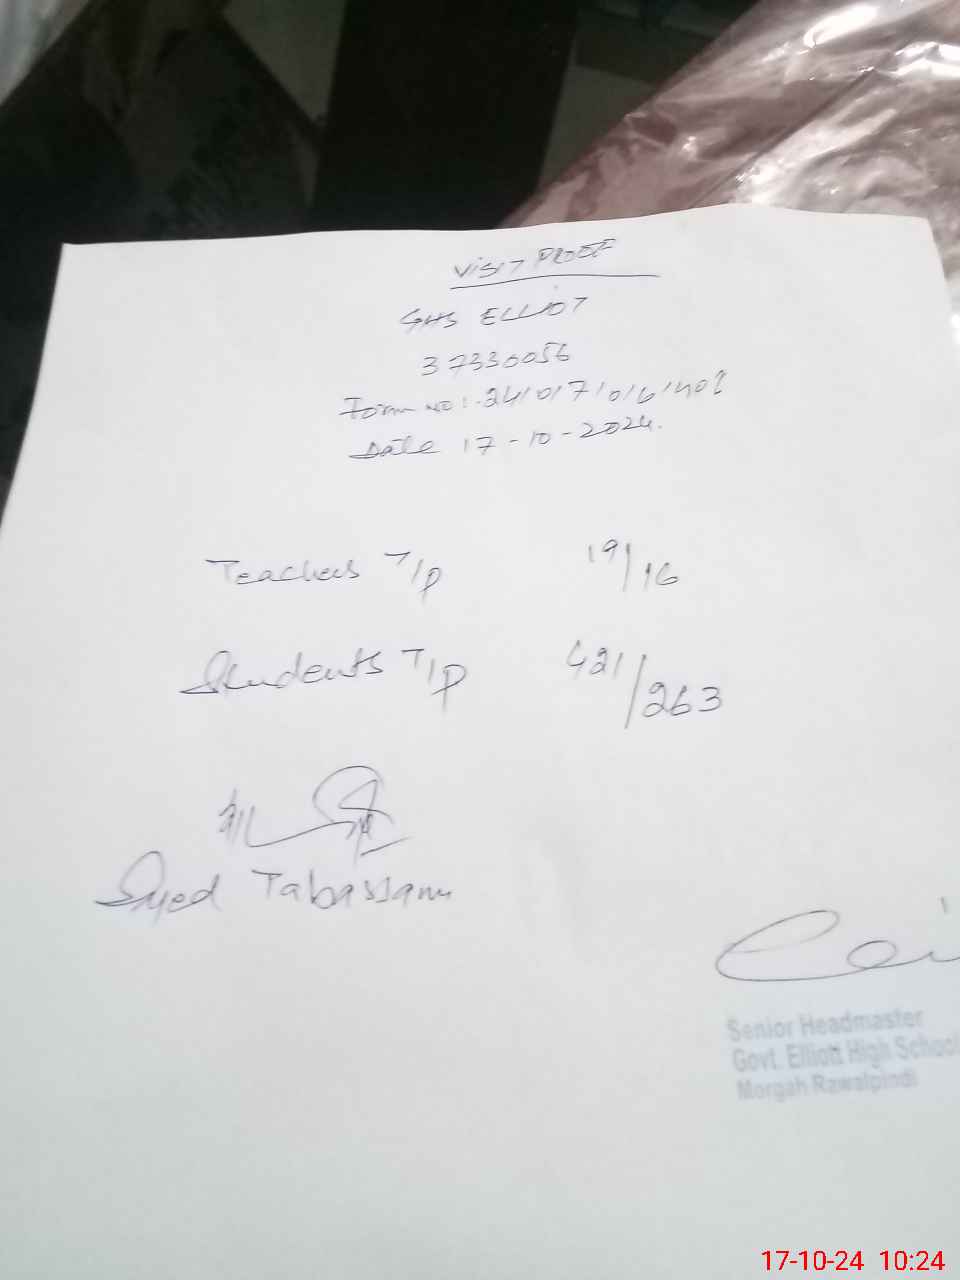 VISIT PROOF
GHS ELLIOT
37330056
Form no:
Date 17-10-2024.
Teachers T/P 19/16
Students T/P 421/263
Syed Tabassam
Senior Headmaster
Govt. Elliott High School
Morgah Rawalpindi
17-10-24 10:24